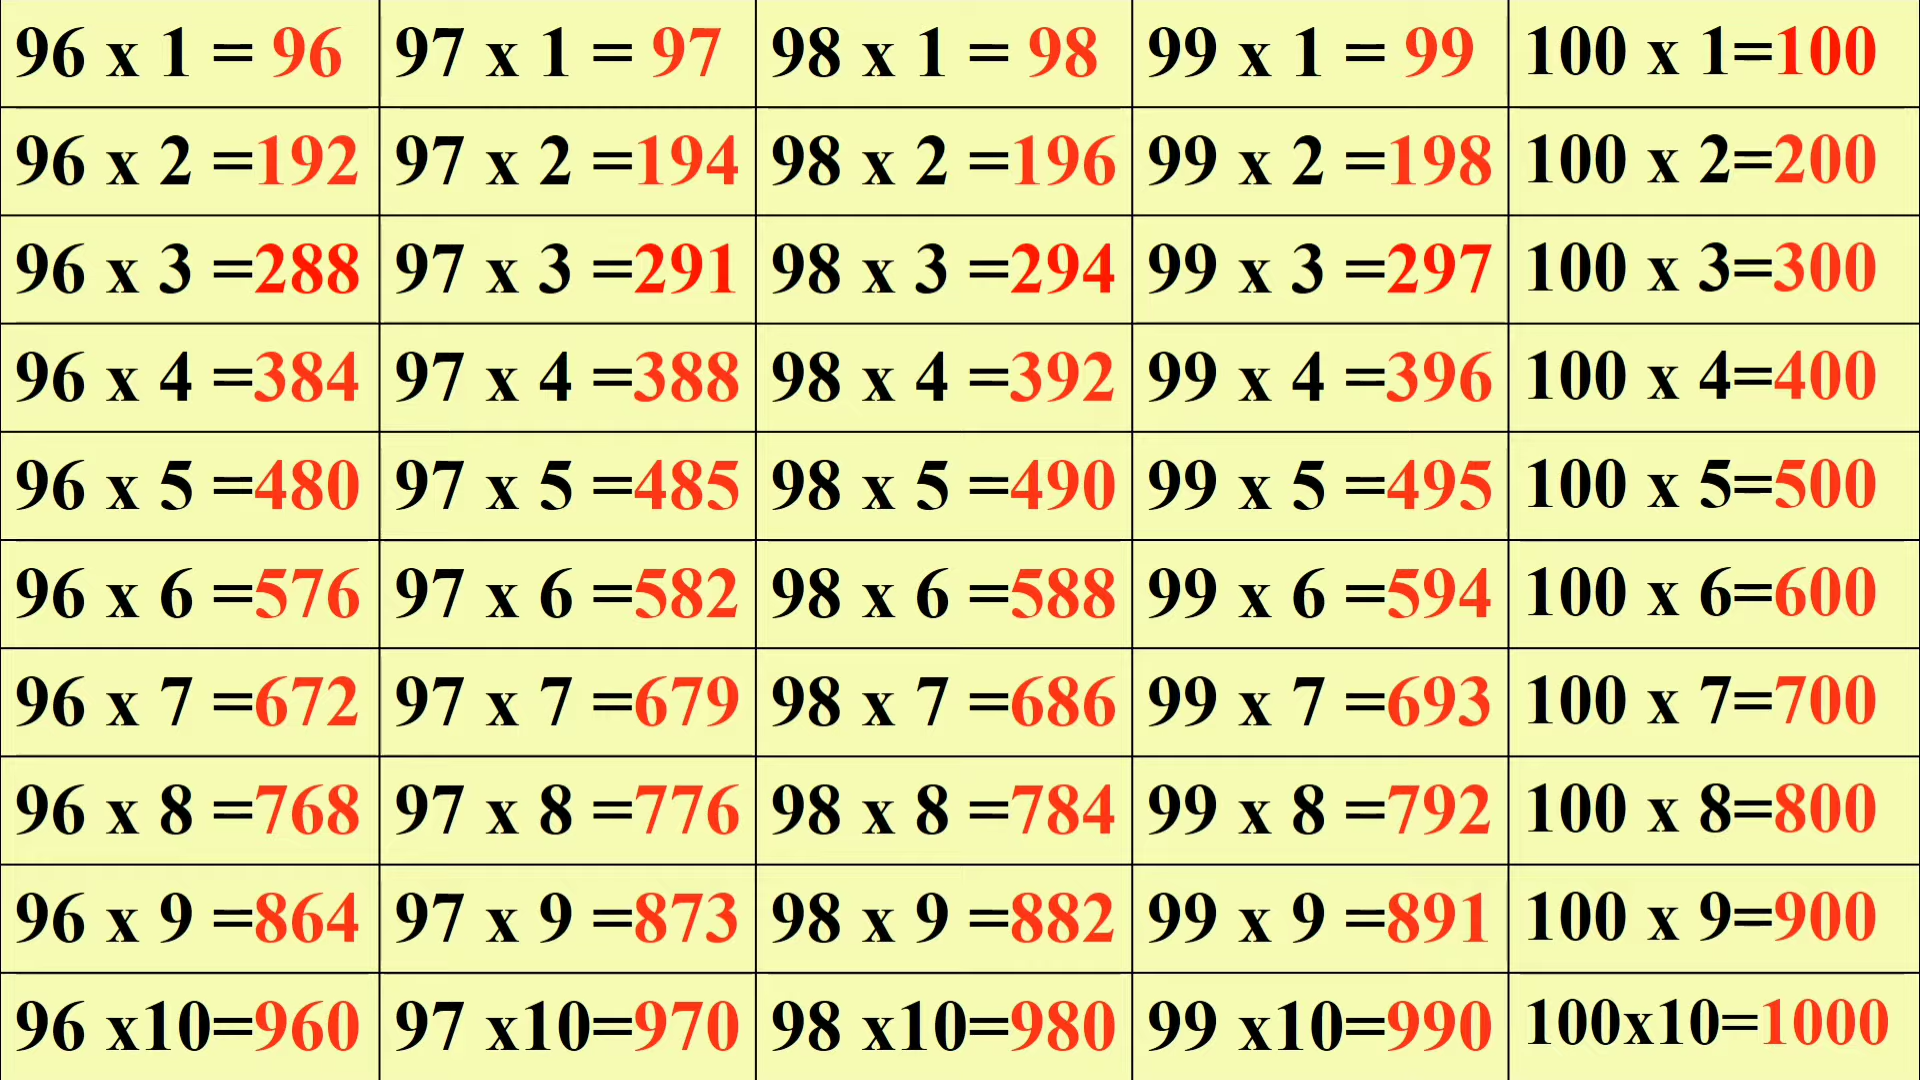 96 x 1 = 96 97 x 1 = 97 98 x 1 = 98 99 x 1 = 99 100 x 1=100
96 x 2 =192 97 x 2 =194 98 x 2 =196 99 x 2 =198 100 x 2=200
96 x 3 =288 97 x 3 =291 98 x 3 =294 99 x 3 =297 100 x 3=300
96 x 4 =384 97 x 4 =388 98 x 4 =392 99 x 4 =396 100 x 4=400
96 x 5 =480 97 x 5 =485 98 x 5 =490 99 x 5 =495 100 x 5=500
96 x 6 =576 97 x 6 =582 98 x 6 =588 99 x 6 =594 100 x 6=600
96 x 7 =672 97 x 7 =679 98 x 7 =686 99 x 7 =693 100 x 7=700
96 x 8 =768 97 x 8 =776 98 x 8 =784 99 x 8 =792 100 x 8=800
96 x 9 =864 97 x 9 =873 98 x 9 =882 99 x 9 =891 100 x 9=900
96 x10=960 97 x10=970 98 x10=980 99 x10=990 100x10=1000